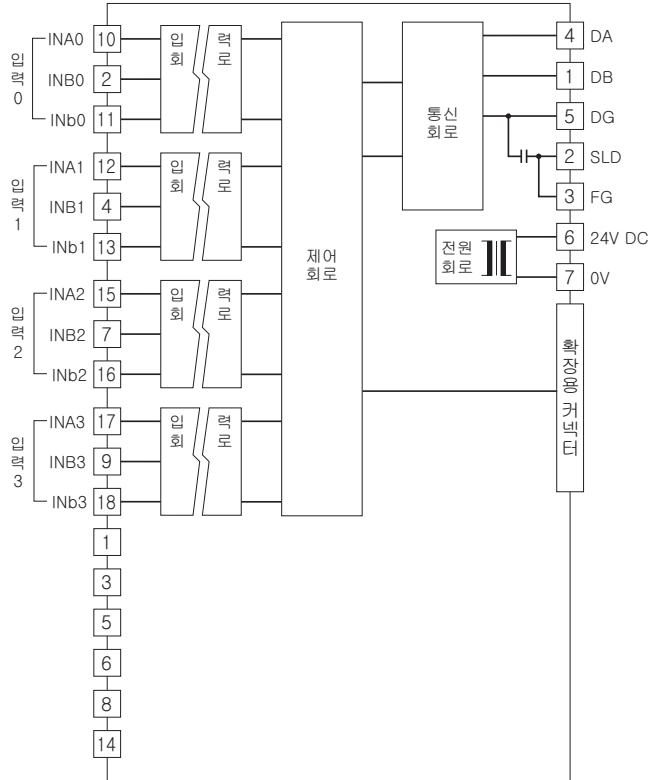 입력 0
INA0 10
INB0 2
INb0 11
입 력
회 로
입력 1
INA1 12
INB1 4
INb1 13
입 력
회 로
입력 2
INA2 15
INB2 7
INb2 16
입 력
회 로
입력 3
INA3 17
INB3 9
INb3 18
입 력
회 로
1
3
5
6
8
14
제어
회로
통신
회로
전원
회로
4 DA
1 DB
5 DG
2 SLD
3 FG
6 24V DC
7 0V
확장용 커넥터